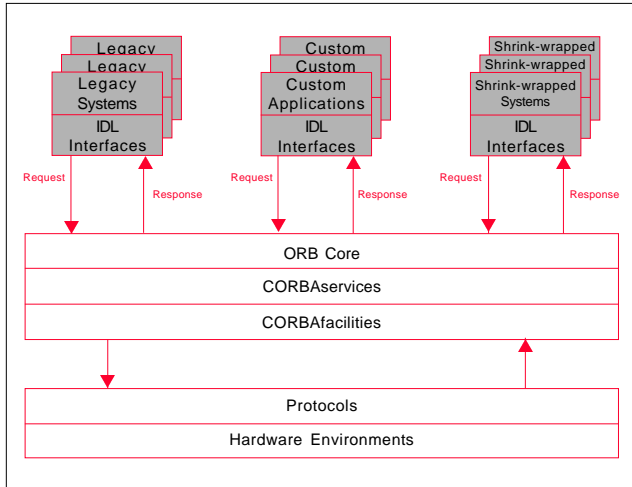 Legacy
Legacy
Legacy
Systems
IDL
Interfaces
Custom
Custom
Custom
Applications
IDL
Interfaces
Shrink-wrapped
Shrink-wrapped
Shrink-wrapped
Systems
IDL
Interfaces
Request
Response
Request
Response
Request
Response
ORB Core
CORBAservices
CORBAfacilities
Protocols
Hardware Environments